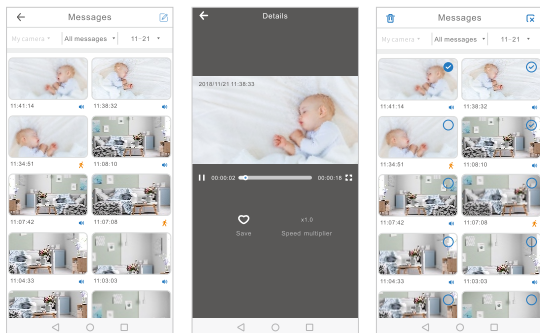 Messages
My camera
All messages
11-21
11:41:14
11:38:32
11:34:51
11:08:10
11:07:42
11:07:08
11:04:33
11:03:03
Details
2018/11/21 11:38:33
00:00:02
00:00:18
x1.0
Save
Speed multiplier
Messages
My camera
All messages
11-21
11:41:14
11:38:32
11:34:51
11:08:10
11:07:42
11:07:08
11:04:33
11:03:03